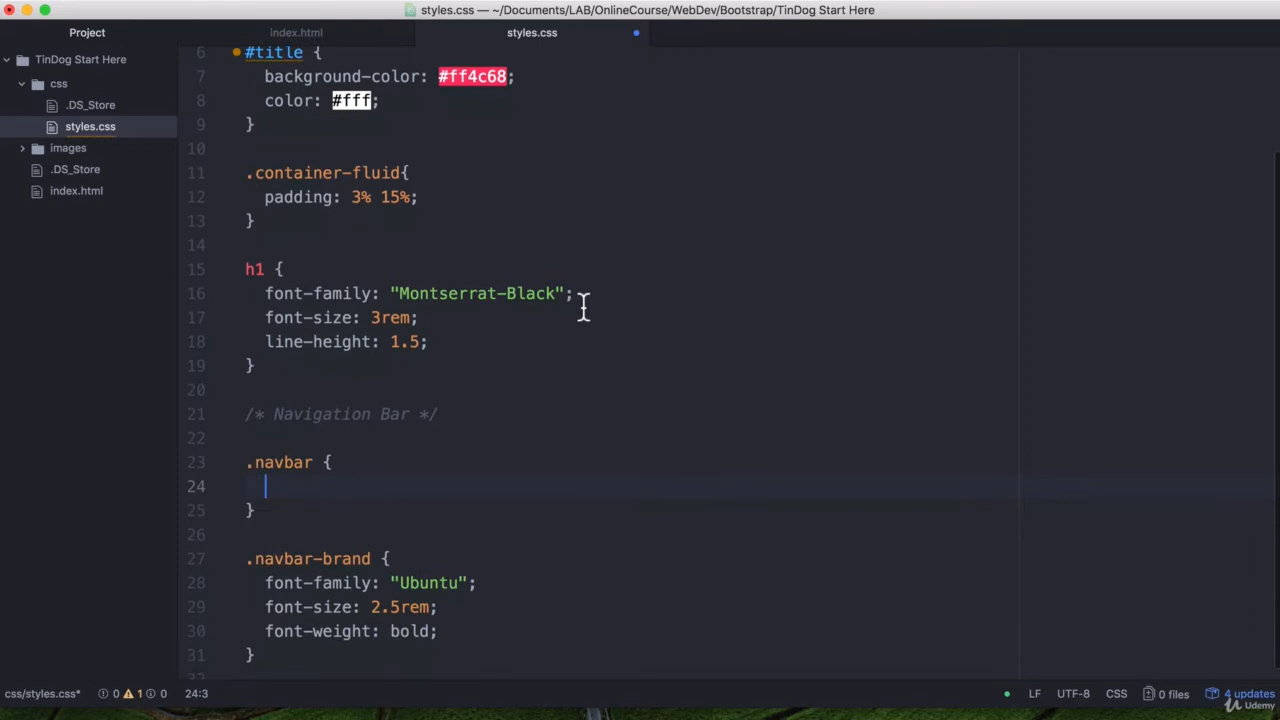 styles.css — ~/Documents/LAB/OnlineCourse/WebDev/Bootstrap/TinDog Start Here
Project
index.html
styles.css
TinDog Start Here
css
.DS_Store
styles.css
images
.DS_Store
index.html
6 #title {
7 background-color: #ff4c68;
8 color: #fff;
9 }
10
11 .container-fluid{
12 padding: 3% 15%;
13 }
14
15 h1 {
16 font-family: "Montserrat-Black";
17 font-size: 3rem;
18 line-height: 1.5;
19 }
20
21 /* Navigation Bar */
22
23 .navbar {
24
25 }
26
27 .navbar-brand {
28 font-family: "Ubuntu";
29 font-size: 2.5rem;
30 font-weight: bold;
31 }
32
css/styles.css* 0 1 0 24:3 LF UTF-8 CSS 0 files 4 updates
Udemy